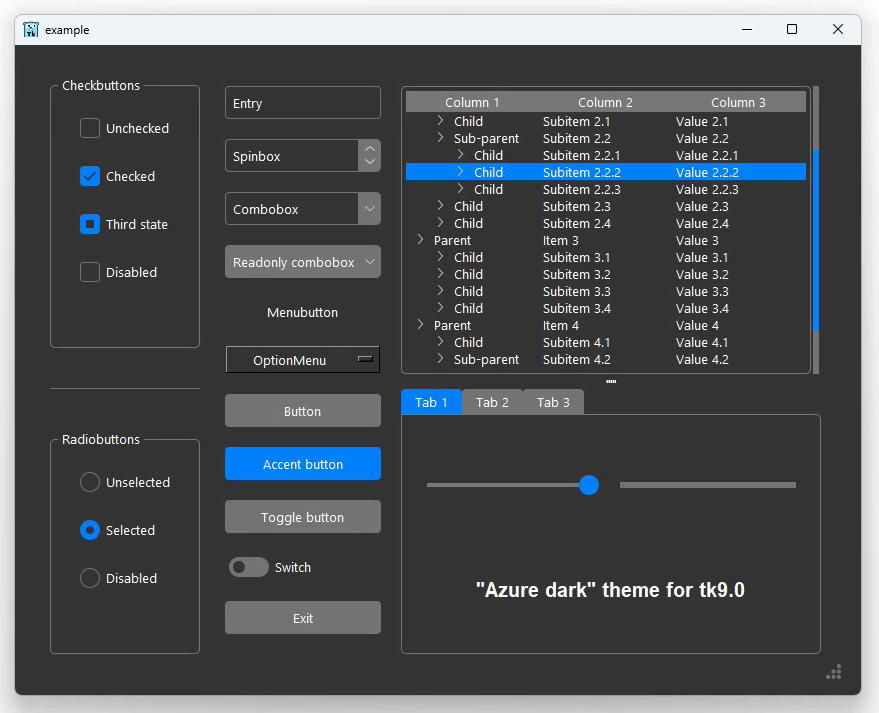 example
Checkbuttons
Unchecked
Checked
Third state
Disabled
Radiobuttons
Unselected
Selected
Disabled
Entry
Spinbox
Combobox
Readonly combobox
Menubutton
OptionMenu
Button
Accent button
Toggle button
Switch
Exit
Column 1 Column 2 Column 3
Child Subitem 2.1 Value 2.1
Sub-parent Subitem 2.2 Value 2.2
Child Subitem 2.2.1 Value 2.2.1
Child Subitem 2.2.2 Value 2.2.2
Child Subitem 2.2.3 Value 2.2.3
Child Subitem 2.3 Value 2.3
Child Subitem 2.4 Value 2.4
Parent Item 3 Value 3
Child Subitem 3.1 Value 3.1
Child Subitem 3.2 Value 3.2
Child Subitem 3.3 Value 3.3
Child Subitem 3.4 Value 3.4
Parent Item 4 Value 4
Child Subitem 4.1 Value 4.1
Sub-parent Subitem 4.2 Value 4.2
Tab 1 Tab 2 Tab 3
"Azure dark" theme for tk9.0